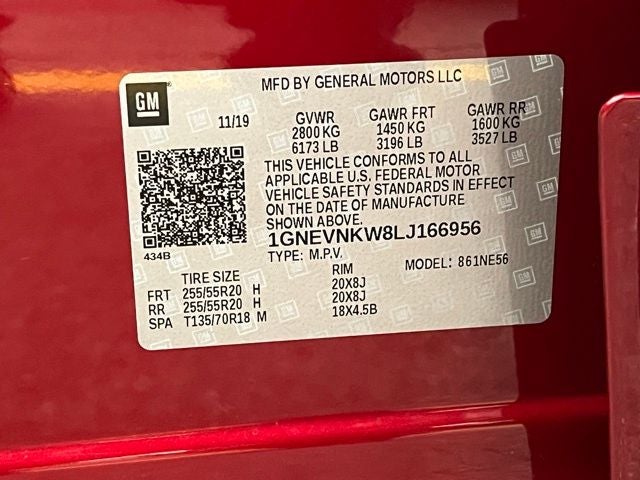 MFD BY GENERAL MOTORS LLC
GM
11/19 GVWR GAWR FRT GAWR RR
2800 KG 1450 KG 1600 KG
6173 LB 3196 LB 3527 LB
THIS VEHICLE CONFORMS TO ALL
APPLICABLE U.S. FEDERAL MOTOR
VEHICLE SAFETY STANDARDS IN EFFECT
ON THE DATE OF MANUFACTURE
SHOWN ABOVE.
434B
1GNEVNKW8LJ166956
TYPE: M.P.V. MODEL: 861NE56
TIRE SIZE RIM
FRT 255/55R20 H 20X8J
RR 255/55R20 H 20X8J
SPA T135/70R18 M 18X4.5B